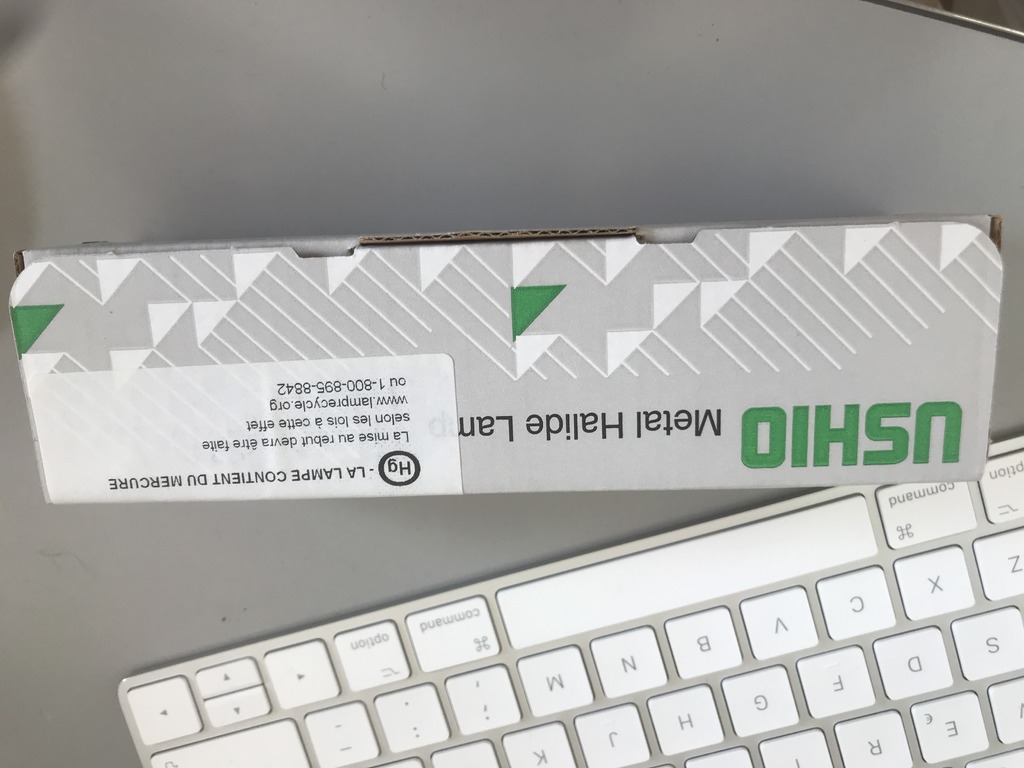 USHIO
Metal Halide Lamp
Hg - LA LAMPE CONTIENT DU MERCURE
La mise au rebut devra être faite
selon les lois à cette effet
www.lamprecycle.org
ou 1-800-895-8842
option
command
command
option
Z
X
C
V
B
N
M
S
D
F
G
H
J
K
E €
R